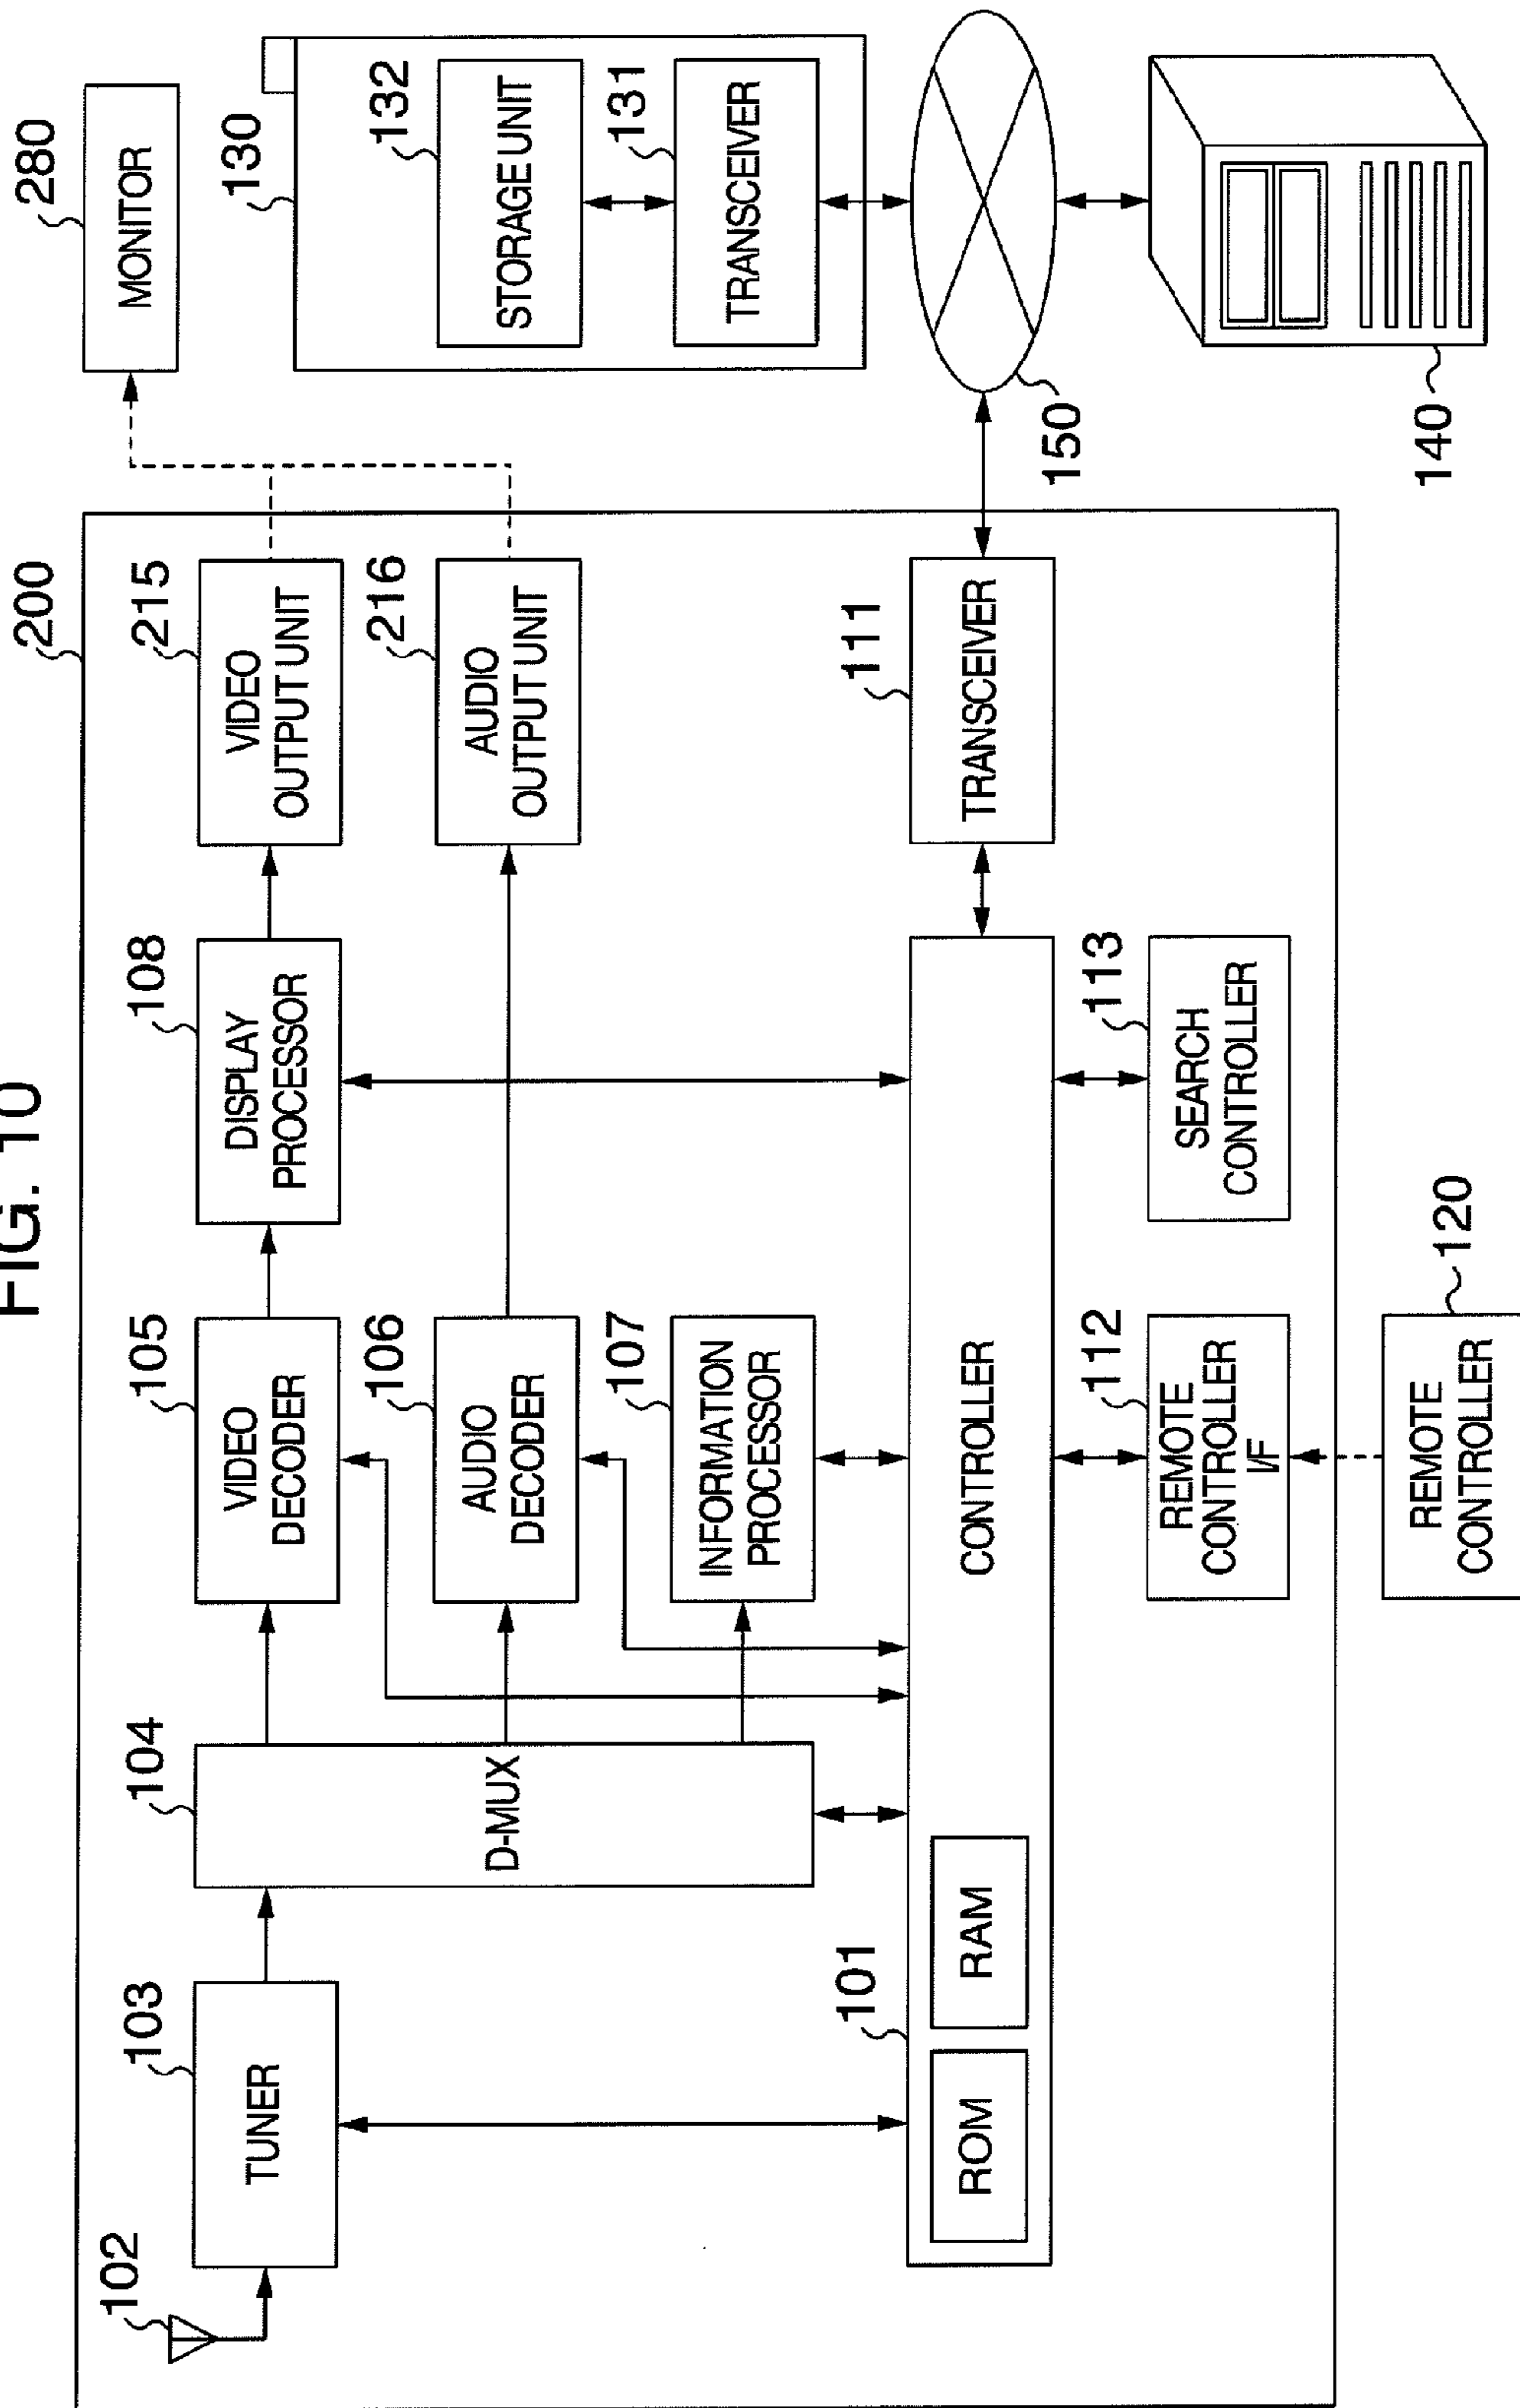 FIG. 10
200
280
MONITOR
102
103
TUNER
104
D-MUX
105
VIDEO
DECODER
108
DISPLAY
PROCESSOR
215
VIDEO
OUTPUT UNIT
106
AUDIO
DECODER
216
AUDIO
OUTPUT UNIT
107
INFORMATION
PROCESSOR
130
132
STORAGE UNIT
131
TRANSCEIVER
101
ROM
RAM
CONTROLLER
111
TRANSCEIVER
150
112
REMOTE
CONTROLLER
I/F
113
SEARCH
CONTROLLER
120
REMOTE
CONTROLLER
140